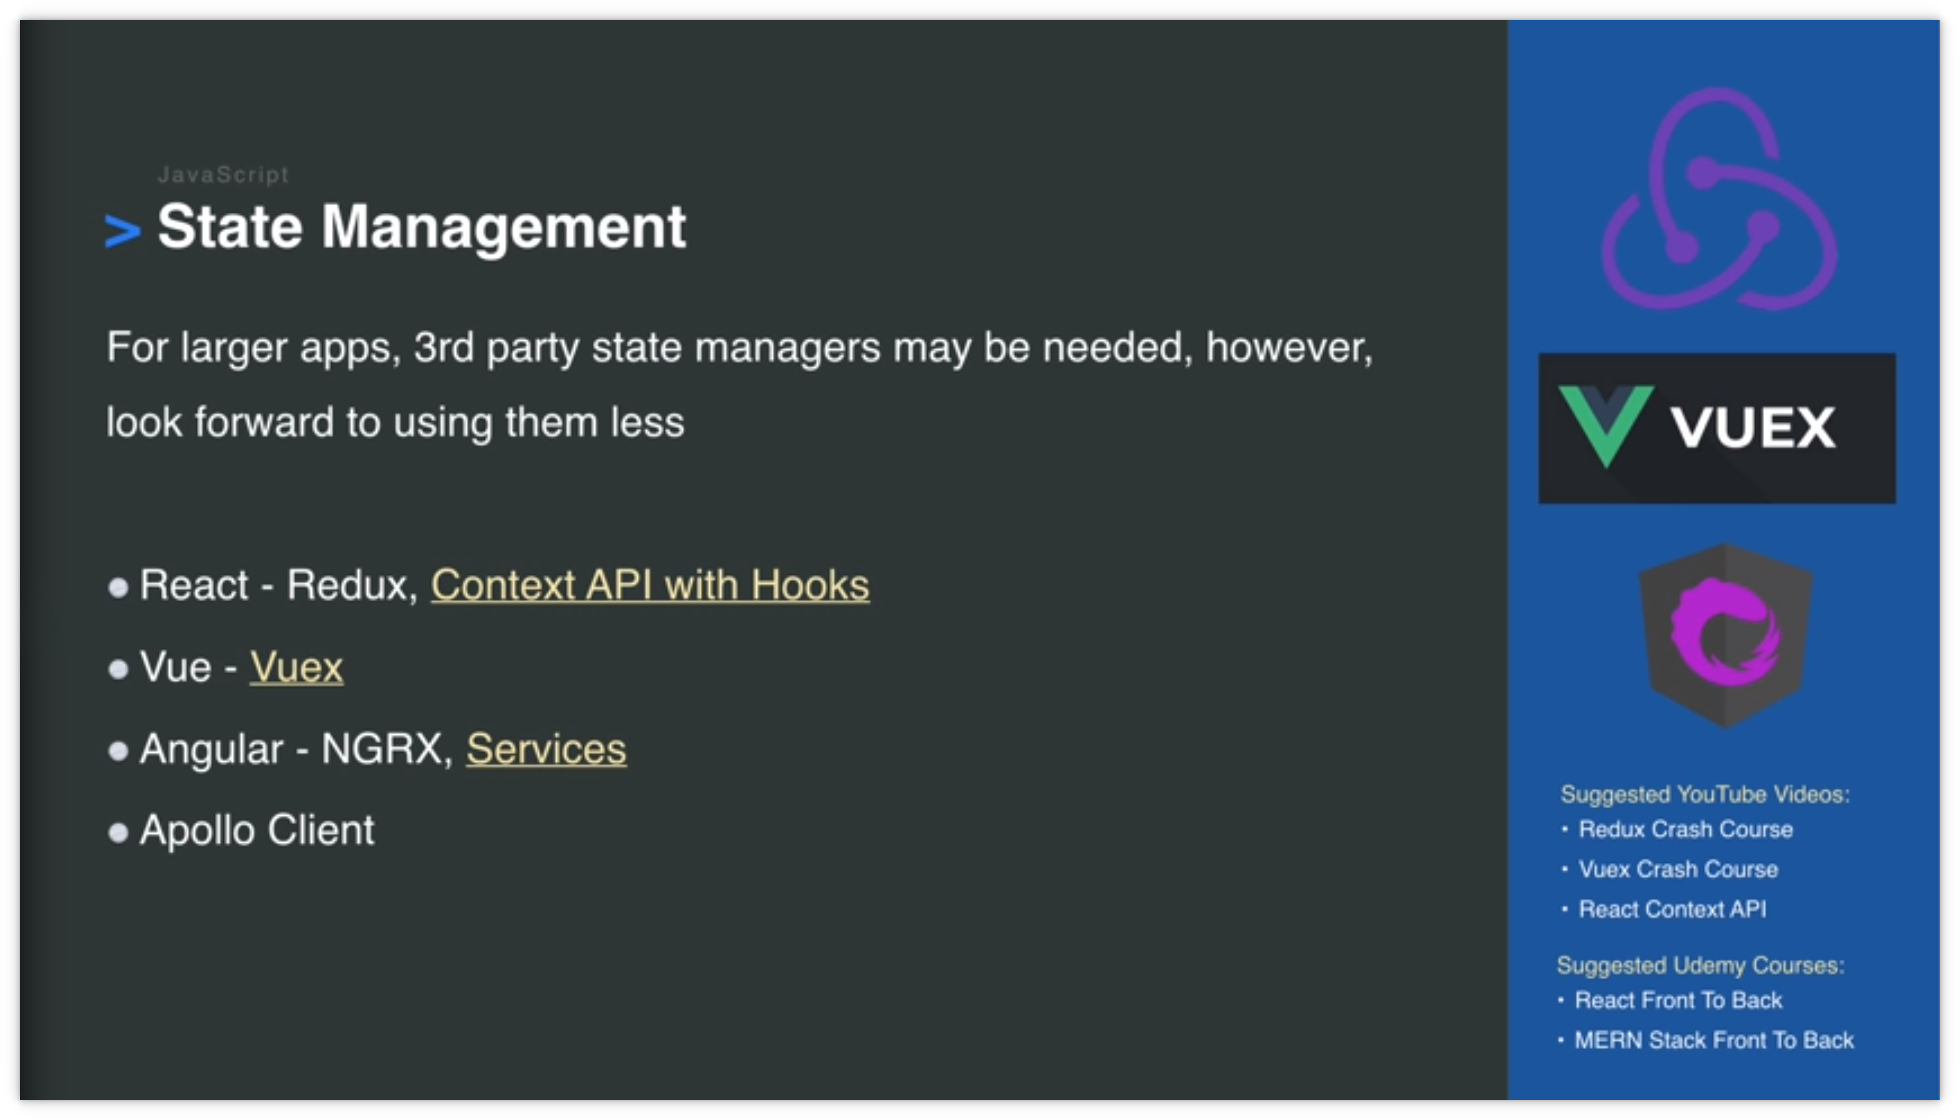 JavaScript
> State Management
For larger apps, 3rd party state managers may be needed, however,
look forward to using them less
● React - Redux, Context API with Hooks
● Vue - Vuex
● Angular - NGRX, Services
● Apollo Client
VUEX
Suggested YouTube Videos:
• Redux Crash Course
• Vuex Crash Course
• React Context API
Suggested Udemy Courses:
• React Front To Back
• MERN Stack Front To Back